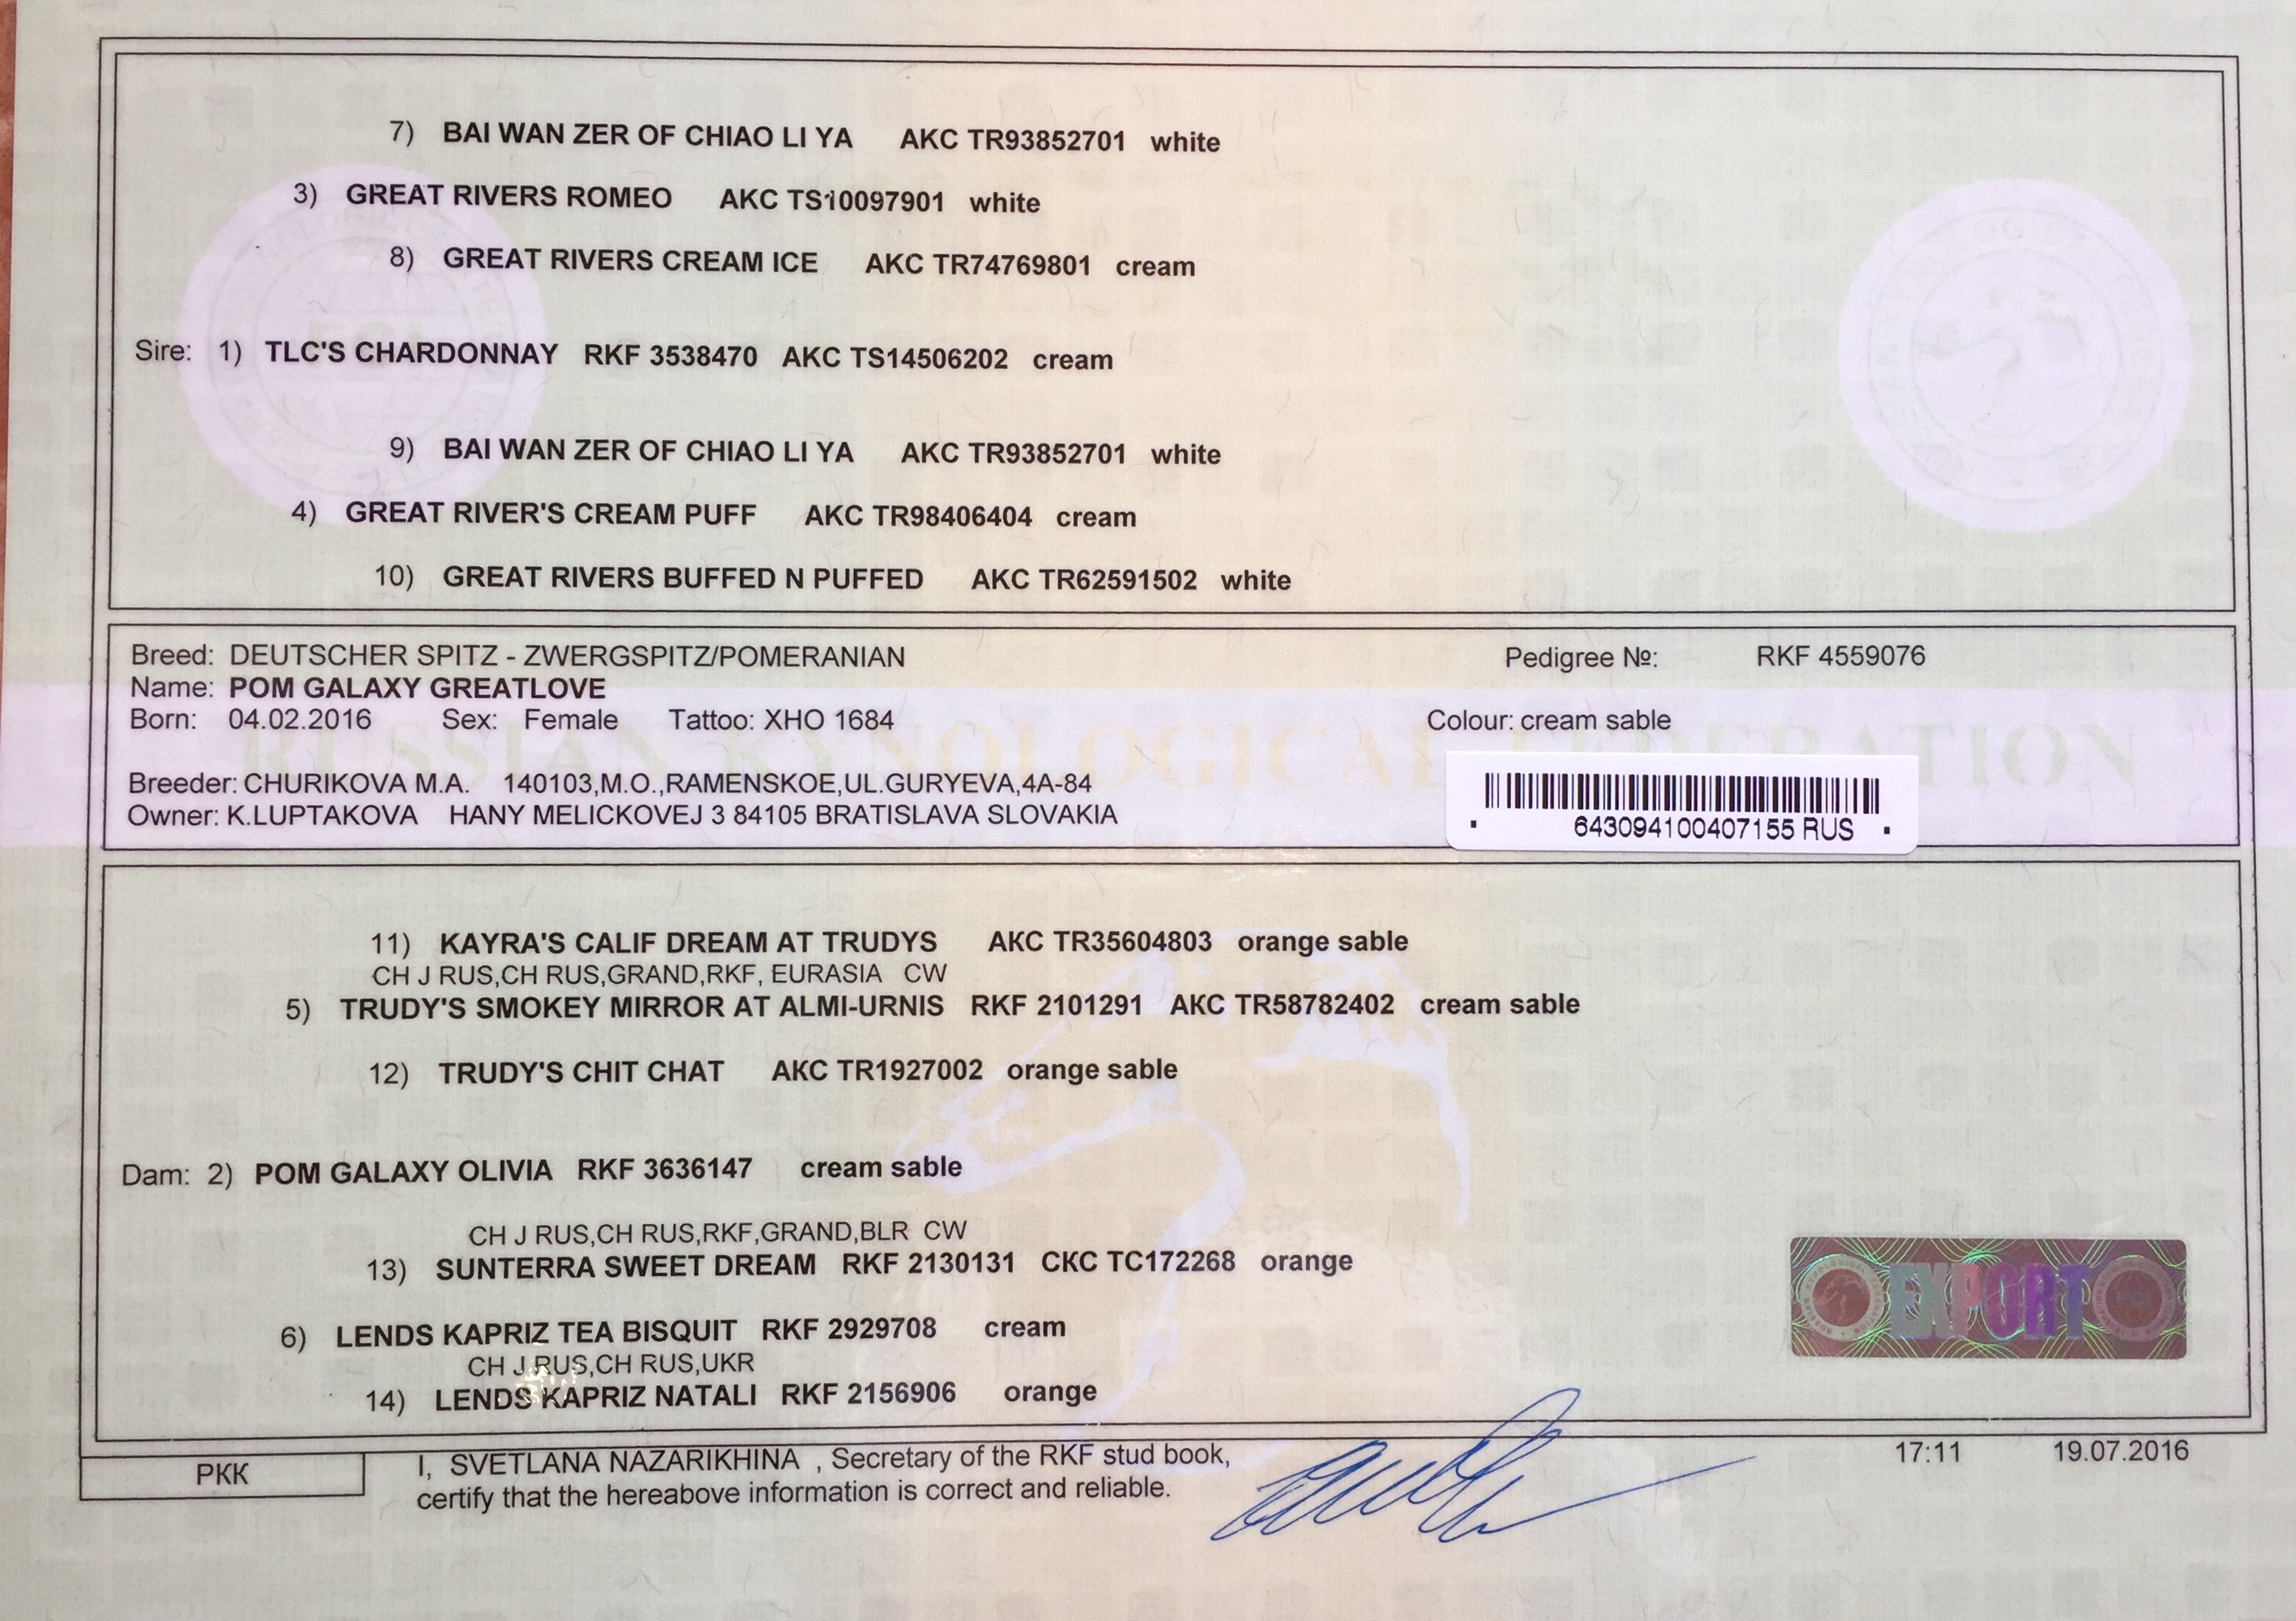 7) BAI WAN ZER OF CHIAO LI YA AKC TR93852701 white
3) GREAT RIVERS ROMEO AKC TS10097901 white
8) GREAT RIVERS CREAM ICE AKC TR74769801 cream
Sire: 1) TLC'S CHARDONNAY RKF 3538470 AKC TS14506202 cream
9) BAI WAN ZER OF CHIAO LI YA AKC TR93852701 white
4) GREAT RIVER'S CREAM PUFF AKC TR98406404 cream
10) GREAT RIVERS BUFFED N PUFFED AKC TR62591502 white
Breed: DEUTSCHER SPITZ - ZWERGSPITZ/POMERANIAN Pedigree №: RKF 4559076
Name: POM GALAXY GREATLOVE
Born: 04.02.2016 Sex: Female Tattoo: XHO 1684 Colour: cream sable
RUSSIAN KYNOLOGICAL FEDERATION
Breeder: CHURIKOVA M.A. 140103,M.O.,RAMENSKOE,UL.GURYEVA,4A-84
Owner: K.LUPTAKOVA HANY MELICKOVEJ 3 84105 BRATISLAVA SLOVAKIA
643094100407155 RUS
11) KAYRA'S CALIF DREAM AT TRUDYS AKC TR35604803 orange sable
CH J RUS,CH RUS,GRAND,RKF, EURASIA CW
5) TRUDY'S SMOKEY MIRROR AT ALMI-URNIS RKF 2101291 AKC TR58782402 cream sable
12) TRUDY'S CHIT CHAT AKC TR1927002 orange sable
Dam: 2) POM GALAXY OLIVIA RKF 3636147 cream sable
CH J RUS,CH RUS,RKF,GRAND,BLR CW
13) SUNTERRA SWEET DREAM RKF 2130131 CKC TC172268 orange
6) LENDS KAPRIZ TEA BISQUIT RKF 2929708 cream
CH J RUS,CH RUS,UKR
14) LENDS KAPRIZ NATALI RKF 2156906 orange
EXPORT
FCI
PKK
I, SVETLANA NAZARIKHINA , Secretary of the RKF stud book,
certify that the hereabove information is correct and reliable.
17:11 19.07.2016